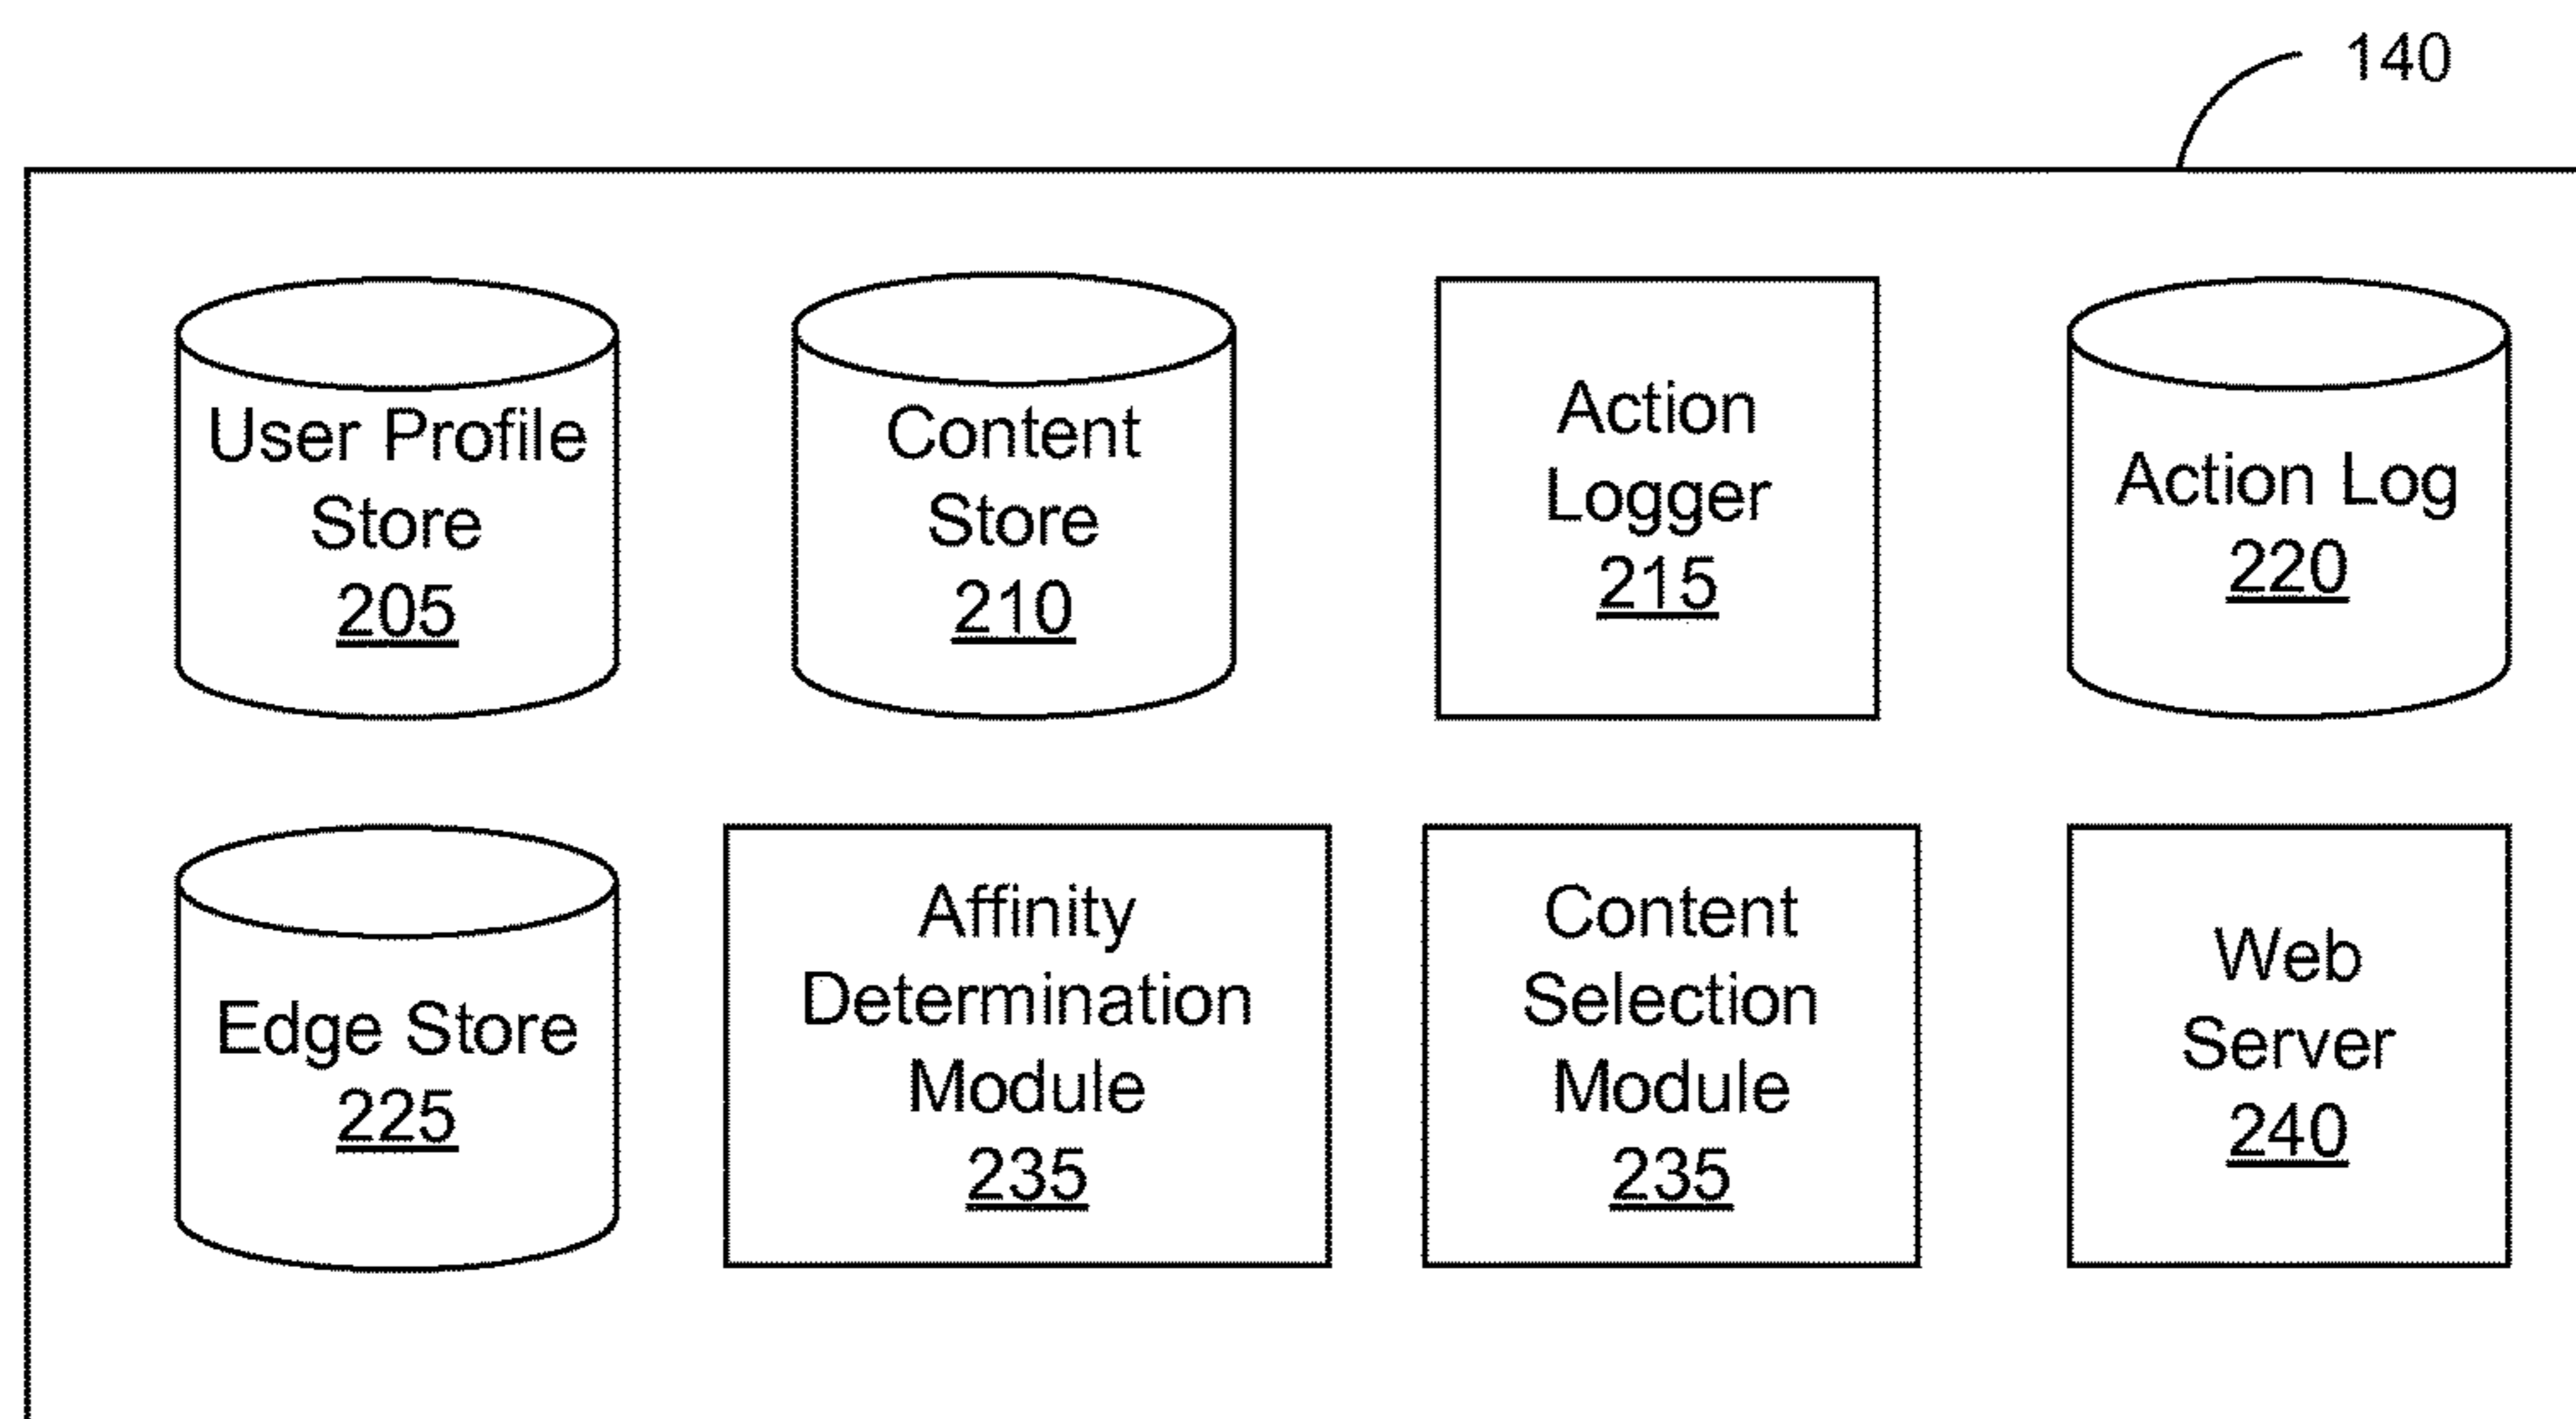 140
User Profile
Store
205
Content
Store
210
Action
Logger
215
Action Log
220
Edge Store
225
Affinity
Determination
Module
235
Content
Selection
Module
235
Web
Server
240